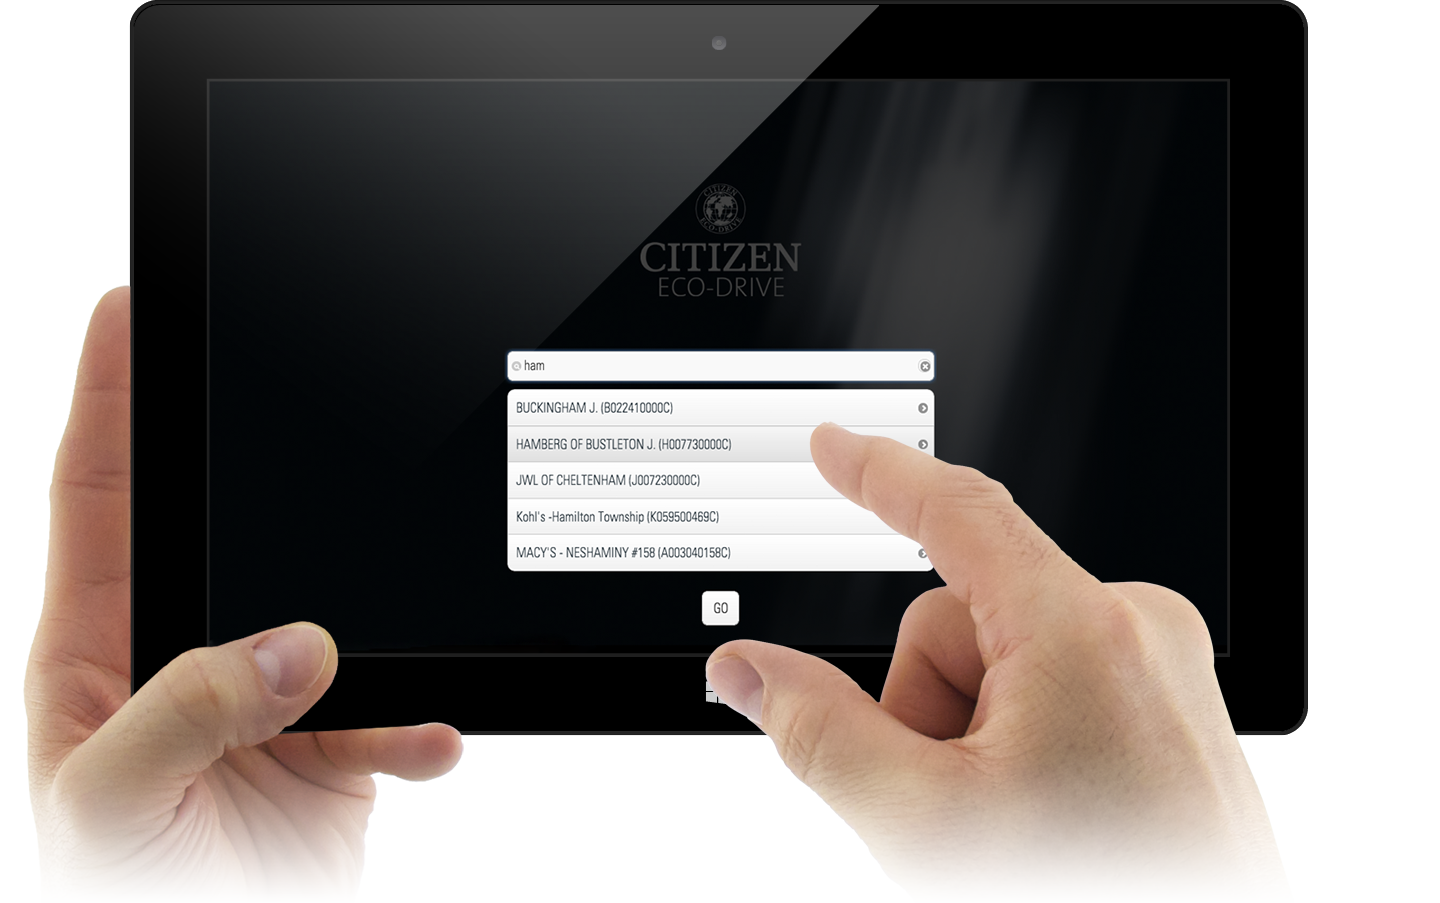 CITIZEN
ECO-DRIVE
CITIZEN
ECO-DRIVE
ham
BUCKINGHAM J. (B022410000C)
HAMBERG OF BUSTLETON J. (H007730000C)
JWL OF CHELTENHAM (J007230000C)
Kohl's -Hamilton Township (K059500469C)
MACY'S - NESHAMINY #158 (A003040158C)
GO